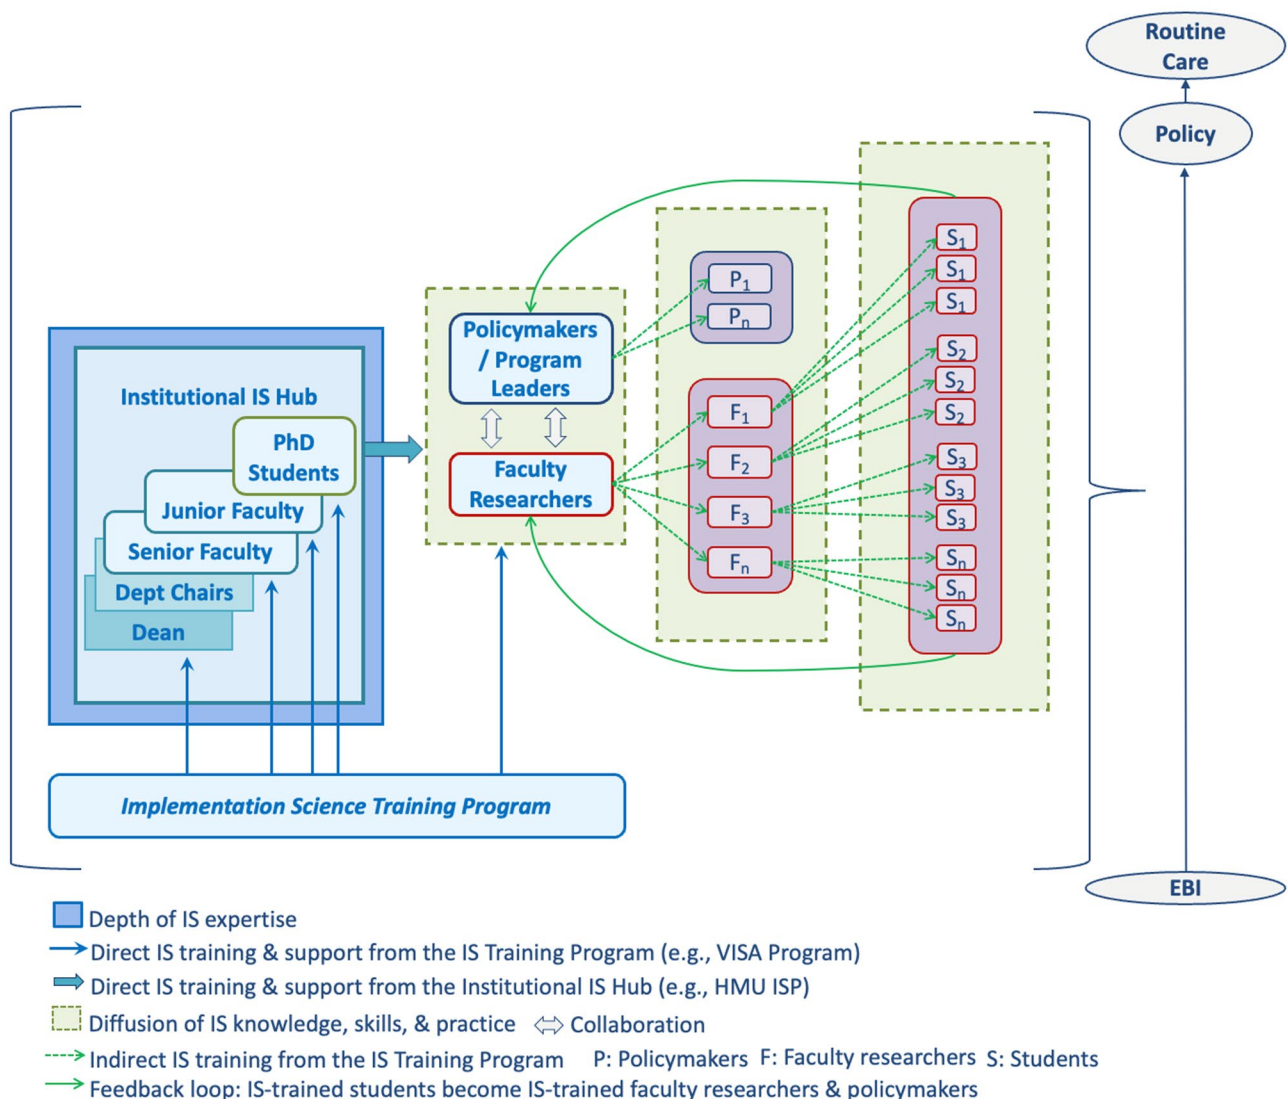 Routine
Care
Policy
EBI
Institutional IS Hub
PhD
Students
Junior Faculty
Senior Faculty
Dept Chairs
Dean
Implementation Science Training Program
Policymakers
/ Program
Leaders
Faculty
Researchers
P1
Pn
F1
F2
F3
Fn
S1
S1
S1
S2
S2
S2
S3
S3
S3
Sn
Sn
Sn
Depth of IS expertise
Direct IS training & support from the IS Training Program (e.g., VISA Program)
Direct IS training & support from the Institutional IS Hub (e.g., HMU ISP)
Diffusion of IS knowledge, skills, & practice Collaboration
Indirect IS training from the IS Training Program P: Policymakers F: Faculty researchers S: Students
Feedback loop: IS-trained students become IS-trained faculty researchers & policymakers